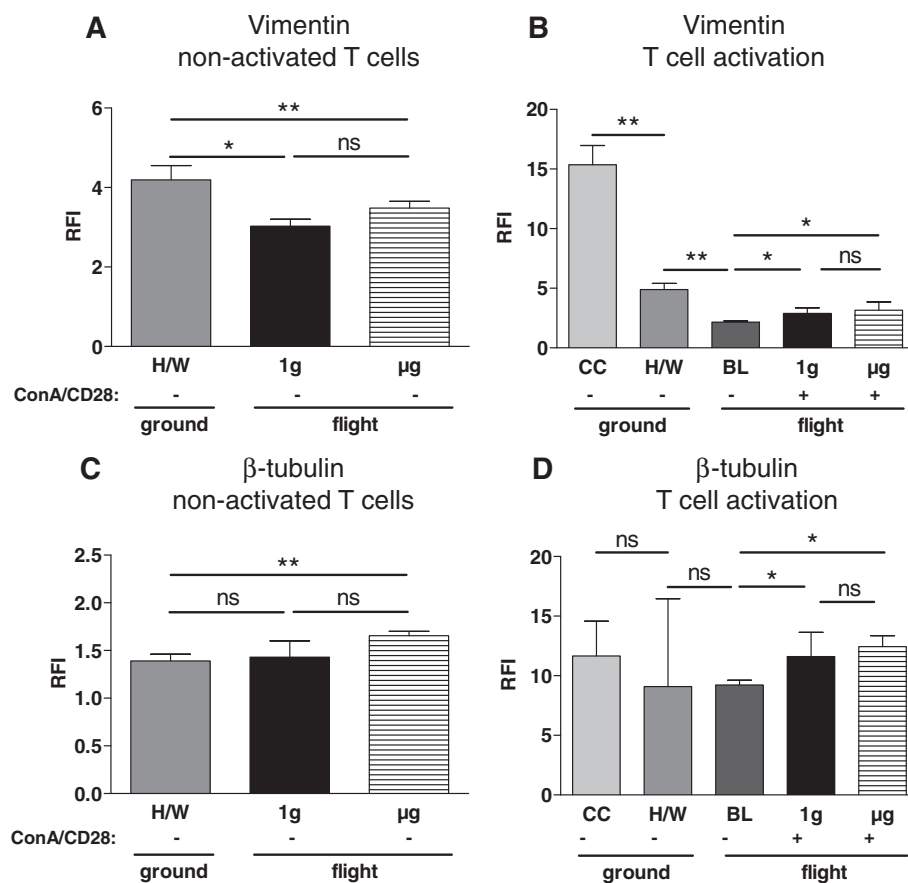 A
Vimentin
non-activated T cells
6
4
2
0
RFI
**
*
ns
H/W 1g µg
ConA/CD28: - - -
ground flight
B
Vimentin
T cell activation
20
15
10
5
0
RFI
**
*
** * ns
CC H/W BL 1g µg
- - - + +
ground flight
C
β-tubulin
non-activated T cells
2.5
2.0
1.5
1.0
0.5
0.0
RFI
**
ns ns
H/W 1g µg
ConA/CD28: - - -
ground flight
D
β-tubulin
T cell activation
20
15
10
5
0
RFI
ns *
ns * ns
CC H/W BL 1g µg
- - - + +
ground flight